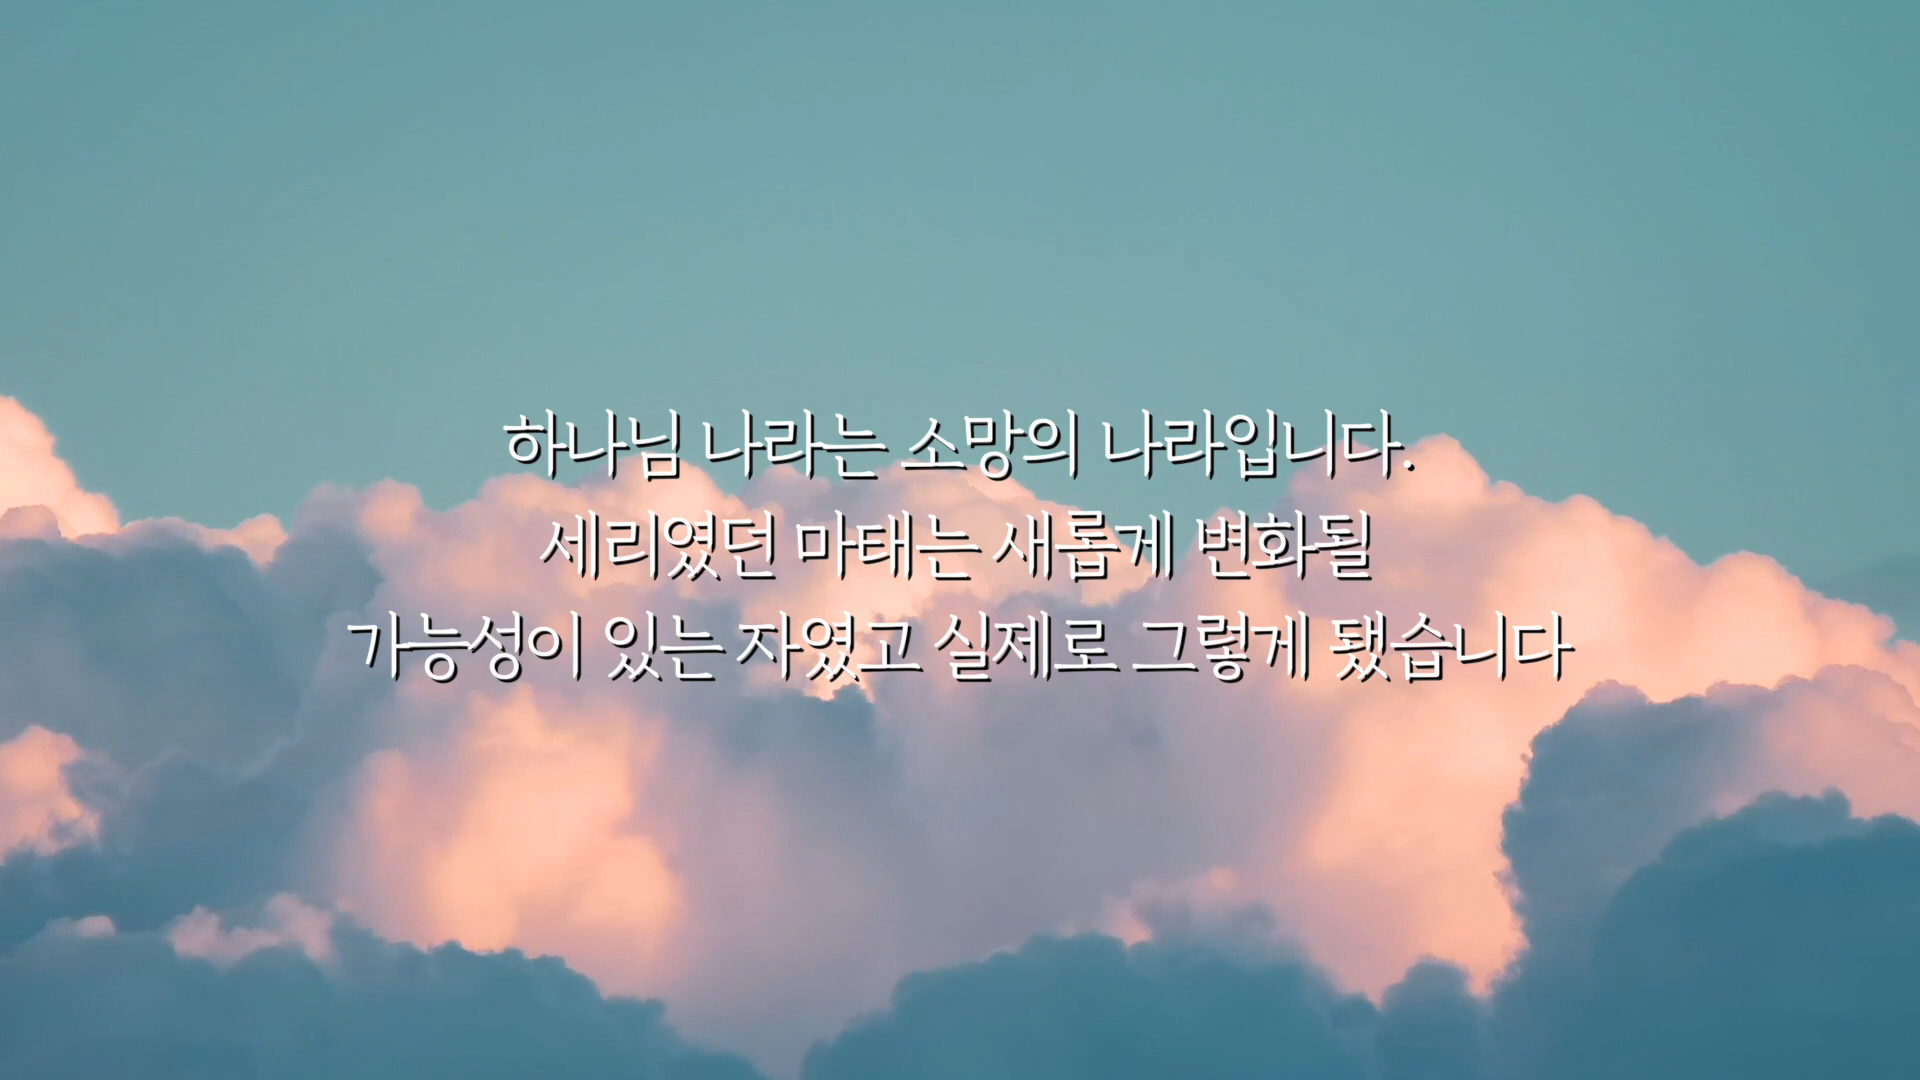 하나님 나라는 소망의 나라입니다.
세리였던 마태는 새롭게 변화될
가능성이 있는 자였고 실제로 그렇게 됐습니다